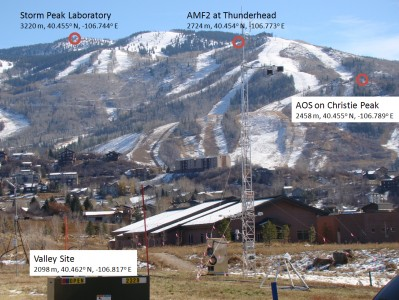 Storm Peak Laboratory
3220 m, 40.455° N, -106.744° E
AMF2 at Thunderhead
2724 m, 40.454° N, -106.773° E
AOS on Christie Peak
2458 m, 40.455° N, -106.789° E
Valley Site
2098 m, 40.462° N, -106.817° E